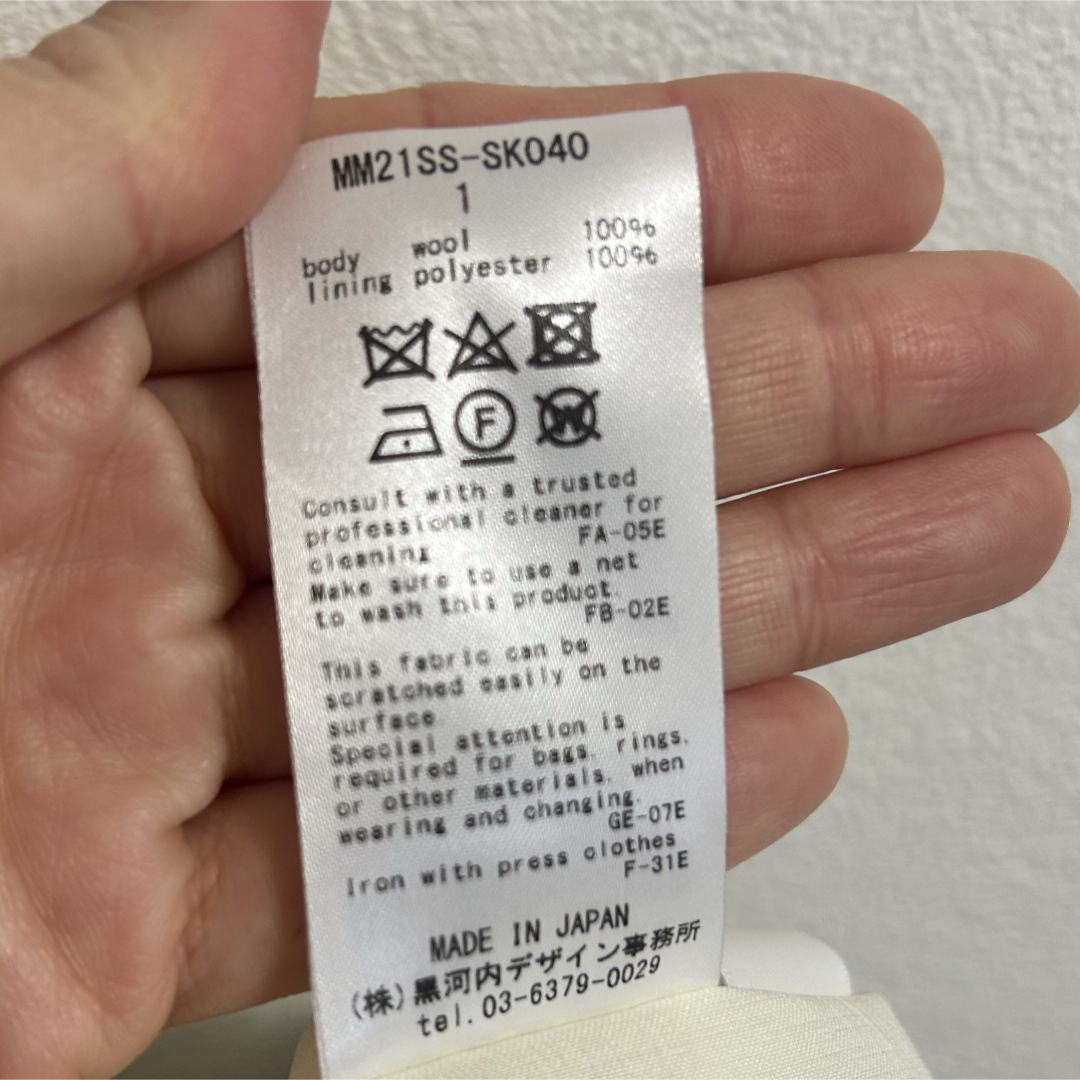 MM21SS-SK040
1
body wool 100%
lining polyester 100%
F
W
Consult with a trusted
professional cleaner for
cleaning
FA-05E
Make sure to use a net
to wash this product.
FB-02E
This fabric can be
scratched easily on the
surface.
Special attention is
required for bags, rings,
or other materials, when
wearing and changing.
GE-07E
Iron with press clothes
F-31E
MADE IN JAPAN
(株)黒河内デザイン事務所
tel.03-6379-0029